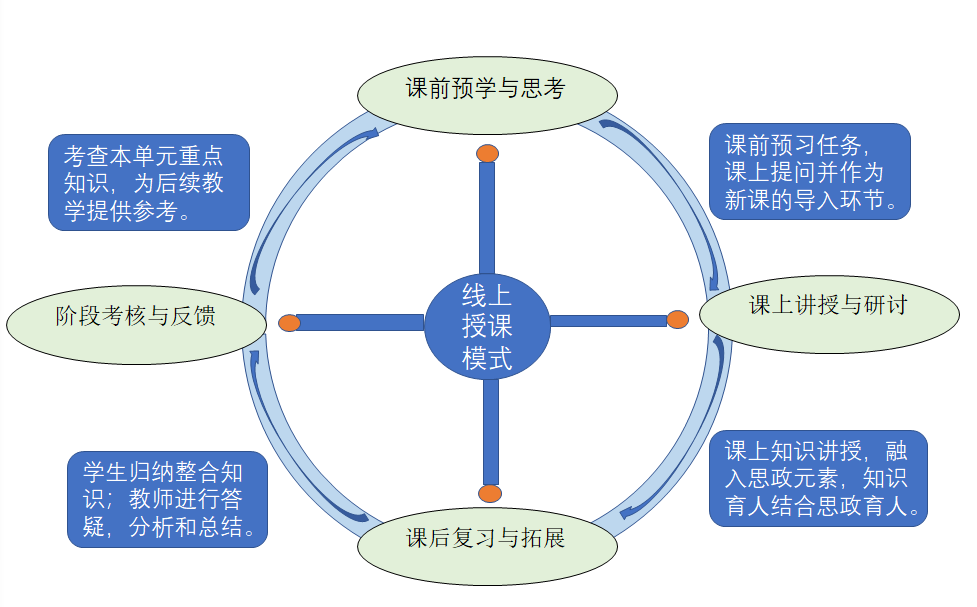 课前预学与思考
考查本单元重点
知识，为后续教
学提供参考。
课前预习任务，
课上提问并作为
新课的导入环节。
阶段考核与反馈
线上
授课
模式
课上讲授与研讨
学生归纳整合知
识；教师进行答
疑，分析和总结。
课上知识讲授，融
入思政元素，知识
育人结合思政育人。
课后复习与拓展